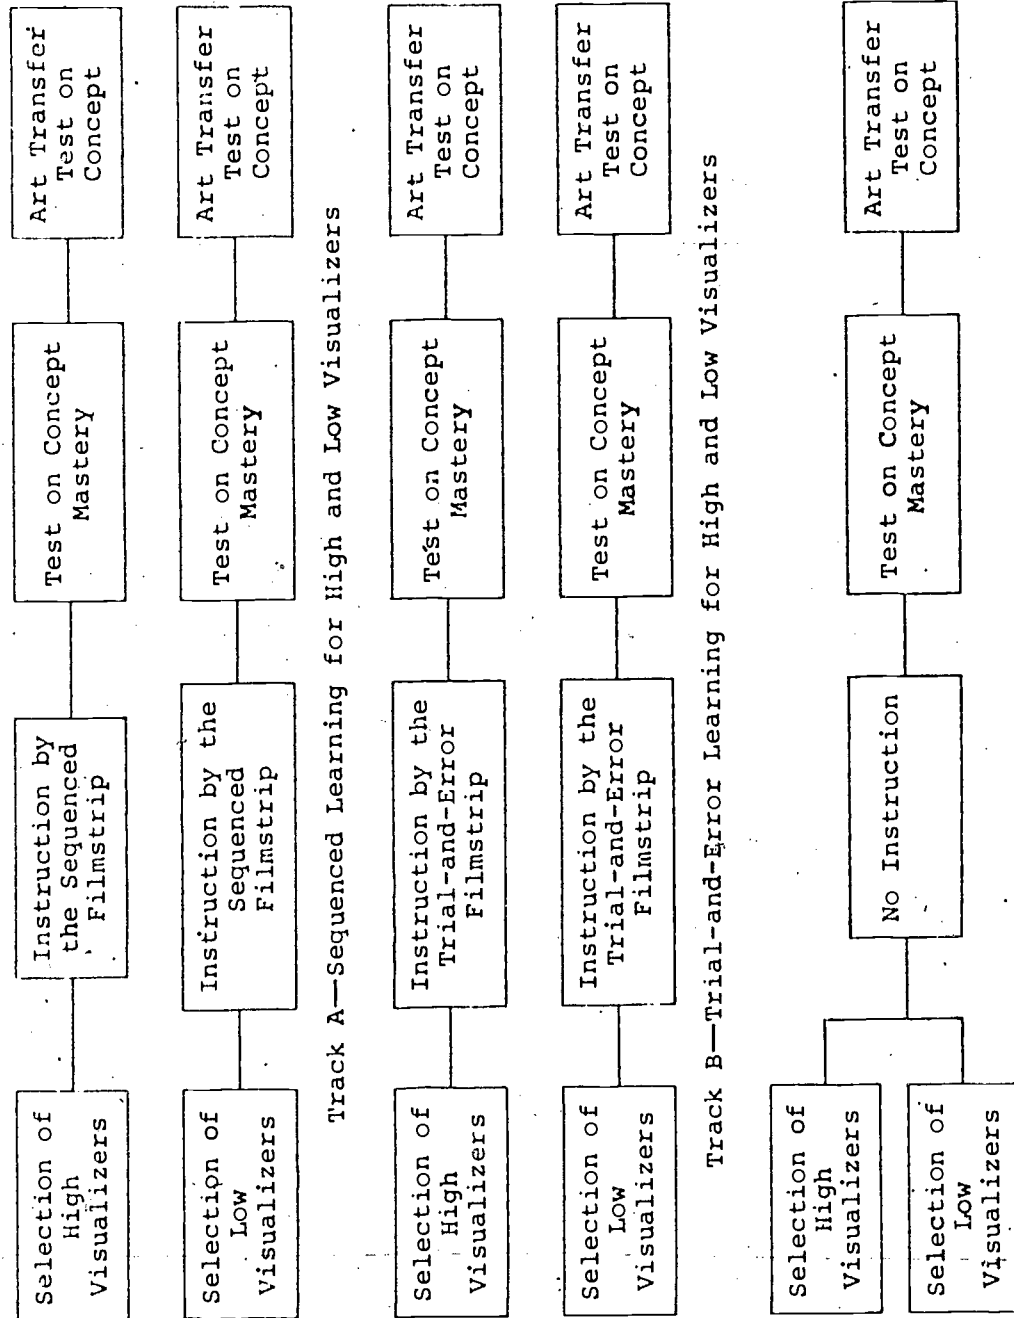 Selection of
High
Visualizers
Instruction by
the Sequenced
Filmstrip
Test on Concept
Mastery
Art Transfer
Test on
Concept
Selection of
Low
Visualizers
Instruction by the
Sequenced
Filmstrip
Test on Concept
Mastery
Art Transfer
Test on
Concept
Track A—Sequenced Learning for High and Low Visualizers
Selection of
High
Visualizers
Instruction by the
Trial-and-Error
Filmstrip
Test on Concept
Mastery
Art Transfer
Test on
Concept
Selection of
Low
Visualizers
Instruction by the
Trial-and-Error
Filmstrip
Test on Concept
Mastery
Art Transfer
Test on
Concept
Track B—Trial-and-Error Learning for High and Low Visualizers
Selection of
High
Visualizers
Selection of
Low
Visualizers
No Instruction
Test on Concept
Mastery
Art Transfer
Test on
Concept